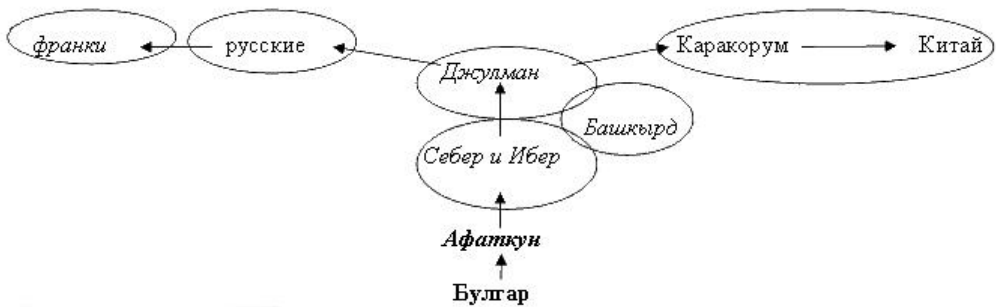 франки русские Каракорум Китай
Джулман
Башкырд
Себер и Ибер
Афаткун
Булгар